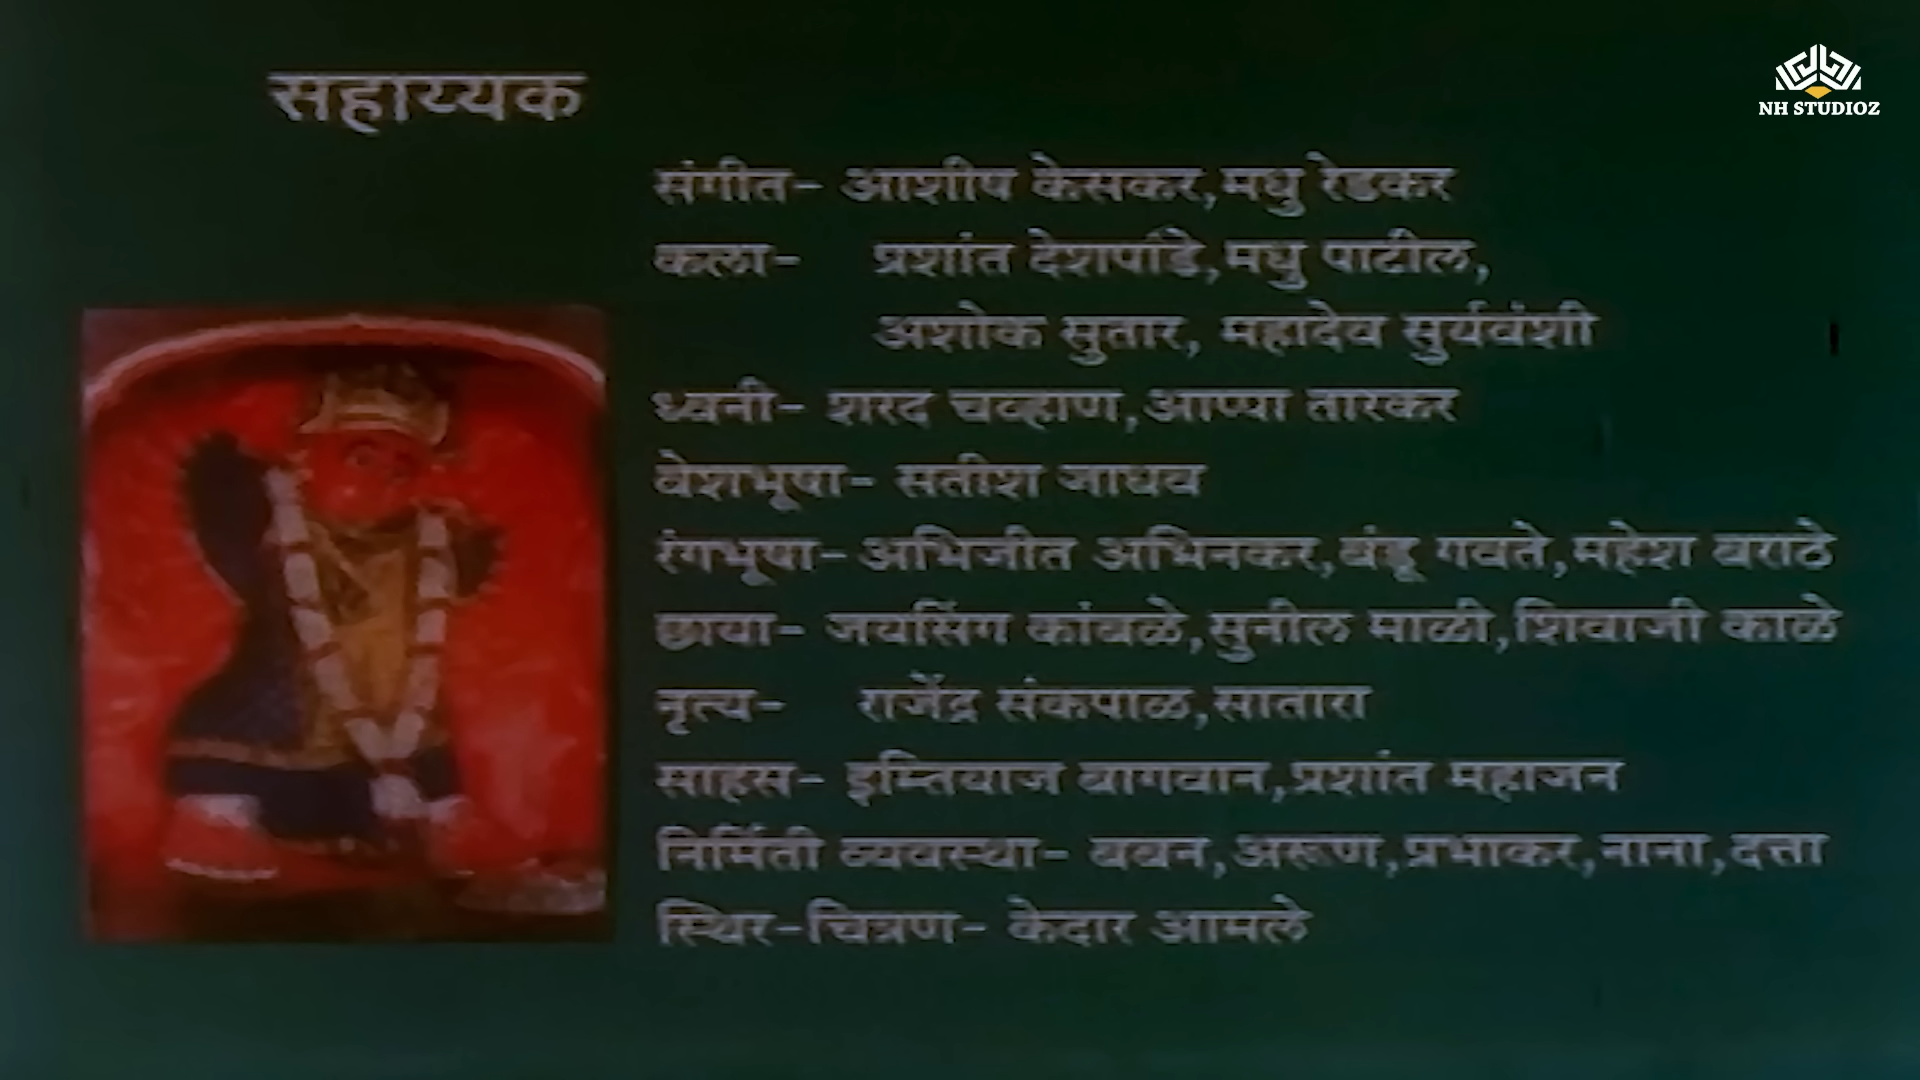 सहाय्यक
NH STUDIOZ
संगीत- आशीष केसकर,मधु रेडकर
कला- प्रशांत देशपांडे,मधु पाटील,
अशोक सुतार, महादेव सुर्यवंशी
ध्वनी- शरद चव्हाण,आप्पा तारकर
वेशभूषा- सतीश जाधव
रंगभूषा- अभिजीत अभिनकर,बंडू गवते,महेश बराठे
छाया- जयसिंग कांबळे,सुनील माळी,शिवाजी काळे
नृत्य- राजेंद्र संकपाळ,सातारा
साहस- इम्तियाज बागवान,प्रशांत महाजन
निर्मिती व्यवस्था- बबन,अरूण,प्रभाकर,नाना,दत्ता
स्थिर-चित्रण- केदार आमले